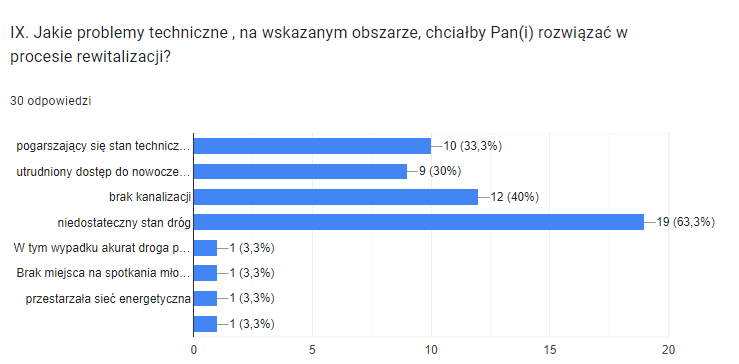 IX. Jakie problemy techniczne , na wskazanym obszarze, chciałby Pan(i) rozwiązać w
procesie rewitalizacji?
30 odpowiedzi
pogarszający się stan technicz... 10 (33,3%)
utrudniony dostęp do nowocze... 9 (30%)
brak kanalizacji 12 (40%)
niedostateczny stan dróg 19 (63,3%)
W tym wypadku akurat droga p... 1 (3,3%)
Brak miejsca na spotkania mło... 1 (3,3%)
przestarzała sieć energetyczna 1 (3,3%)
1 (3,3%)
0 5 10 15 20